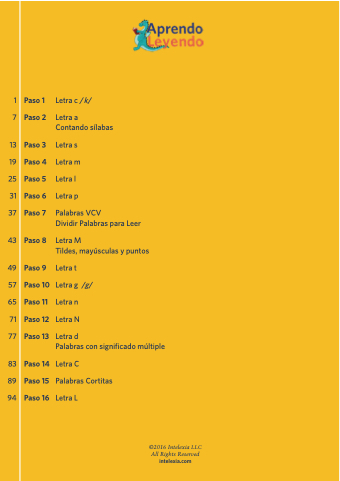 Aprendo
Leyendo
1 Paso 1 Letra c /k/
7 Paso 2 Letra a
Contando sílabas
13 Paso 3 Letra s
19 Paso 4 Letra m
25 Paso 5 Letra l
31 Paso 6 Letra p
37 Paso 7 Palabras VCV
Dividir Palabras para Leer
43 Paso 8 Letra M
Tildes, mayúsculas y puntos
49 Paso 9 Letra t
57 Paso 10 Letra g /g/
65 Paso 11 Letra n
71 Paso 12 Letra N
77 Paso 13 Letra d
Palabras con significado múltiple
83 Paso 14 Letra C
89 Paso 15 Palabras Cortitas
94 Paso 16 Letra L
©2016 Intelexia LLC
All Rights Reserved
intelexia.com